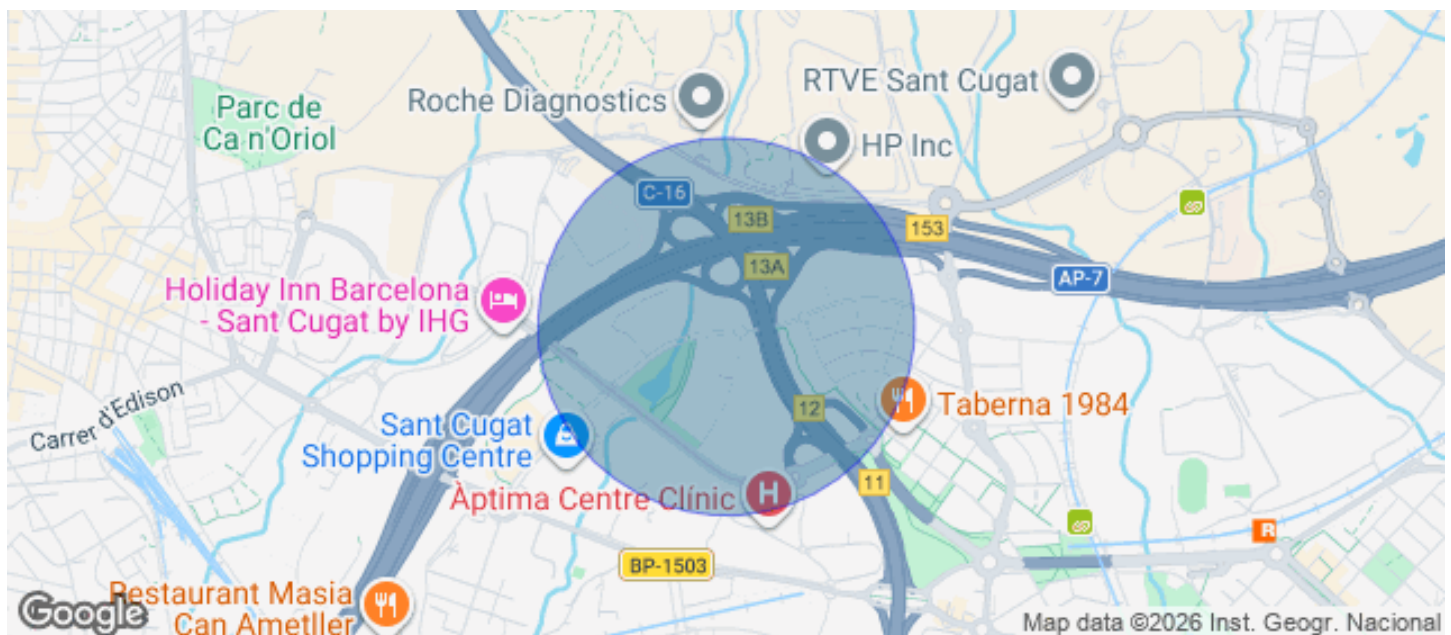 Parc de
Ca n'Oriol
Roche Diagnostics
RTVE Sant Cugat
HP Inc
C-16
13B
153
13A
AP-7
Holiday Inn Barcelona
- Sant Cugat by IHG
Carrer d'Edison
12
Taberna 1984
Sant Cugat
Shopping Centre
11
Àptima Centre Clínic
H
R
BP-1503
Restaurant Masia
Can Ametller
Google
Map data ©2026 Inst. Geogr. Nacional